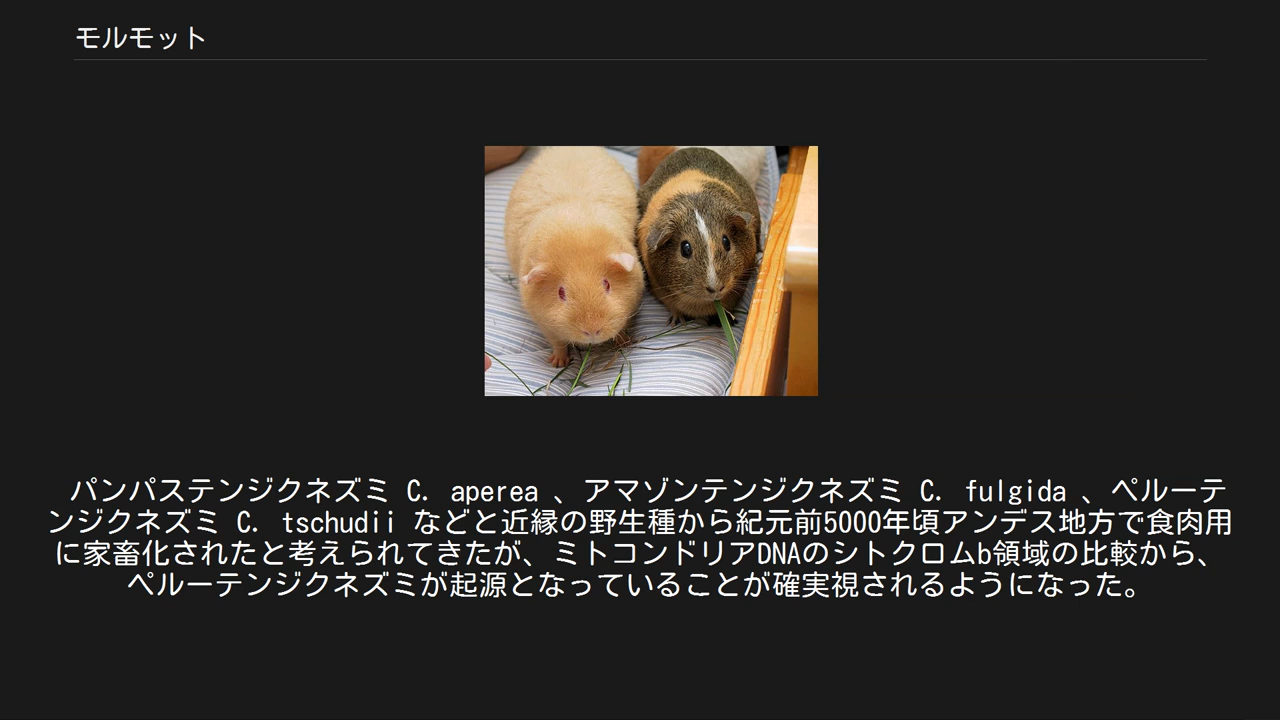 モルモット
パンパステンジクネズミ C. aperea 、アマゾンテンジクネズミ C. fulgida 、ペルーテ
ンジクネズミ C. tschudii などと近縁の野生種から紀元前5000年頃アンデス地方で食肉用
に家畜化されたと考えられてきたが、ミトコンドリアDNAのシトクロムb領域の比較から、
ペルーテンジクネズミが起源となっていることが確実視されるようになった。